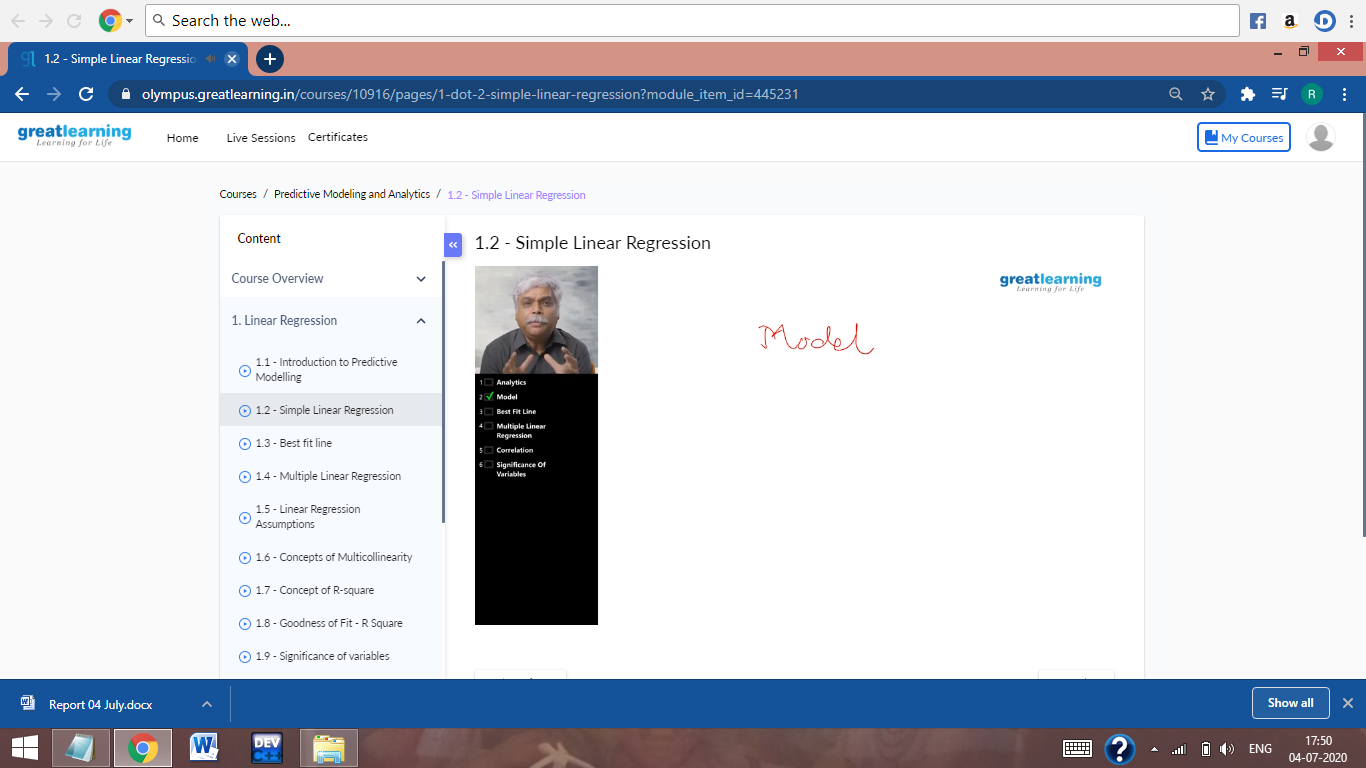 Search the web...
1.2 - Simple Linear Regressio
olympus.greatlearning.in/courses/10916/pages/1-dot-2-simple-linear-regression?module_item_id=445231
R
greatlearning
Learning for Life
Home
Live Sessions
Certificates
My Courses
Courses / Predictive Modeling and Analytics / 1.2 - Simple Linear Regression
Content
Course Overview
1. Linear Regression
1.1 - Introduction to Predictive
Modelling
1.2 - Simple Linear Regression
1.3 - Best fit line
1.4 - Multiple Linear Regression
1.5 - Linear Regression
Assumptions
1.6 - Concepts of Multicollinearity
1.7 - Concept of R-square
1.8 - Goodness of Fit - R Square
1.9 - Significance of variables
1.2 - Simple Linear Regression
greatlearning
Learning for Life
Model
1 Analytics
2 Model
3 Best Fit Line
4 Multiple Linear
Regression
5 Correlation
6 Significance Of
Variables
Report 04 July.docx
Show all
DEV
C++
ENG
17:50
04-07-2020